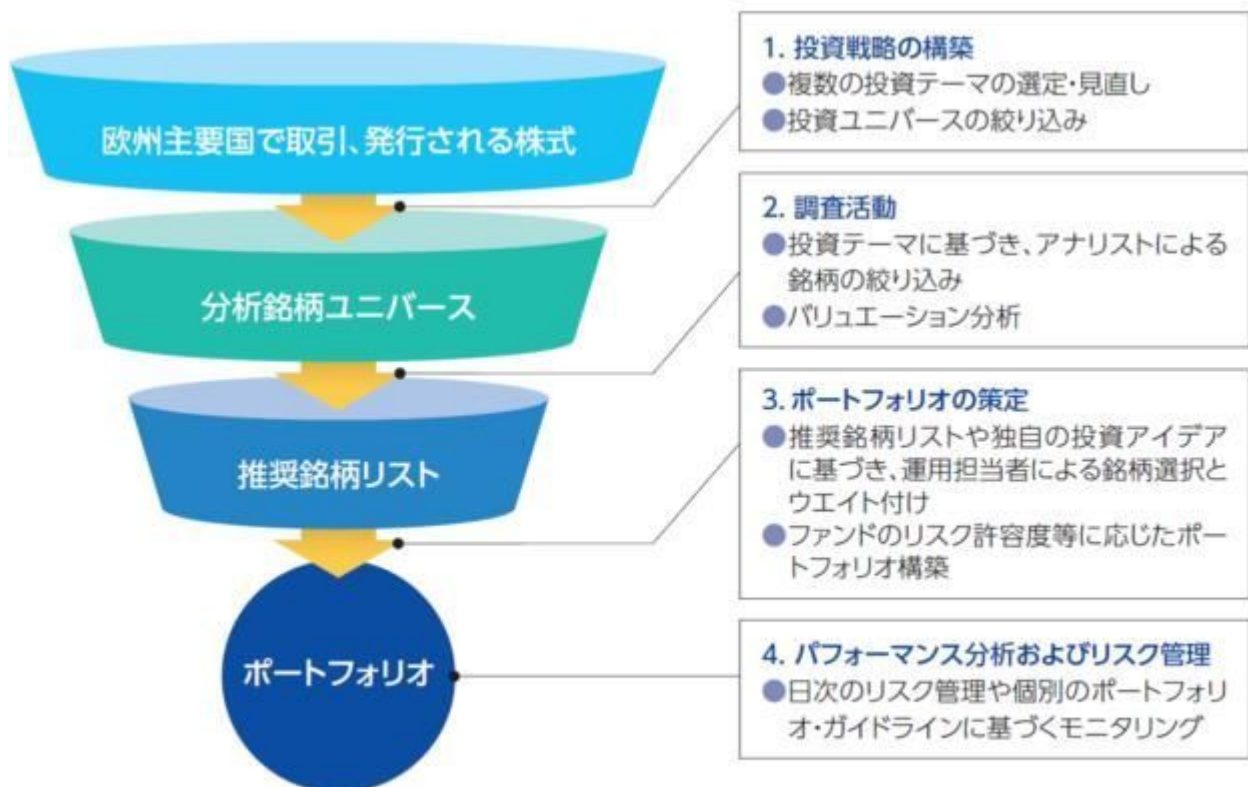 欧州主要国で取引、発行される株式
分析銘柄ユニバース
推奨銘柄リスト
ポートフォリオ
1. 投資戦略の構築
●複数の投資テーマの選定・見直し
●投資ユニバースの絞り込み
2. 調査活動
●投資テーマに基づき、アナリストによる
銘柄の絞り込み
●バリュエーション分析
3. ポートフォリオの策定
●推奨銘柄リストや独自の投資アイデア
に基づき、運用担当者による銘柄選択と
ウエイト付け
●ファンドのリスク許容度等に応じたポー
トフォリオ構築
4. パフォーマンス分析およびリスク管理
●日次のリスク管理や個別のポートフォリ
オ・ガイドラインに基づくモニタリング